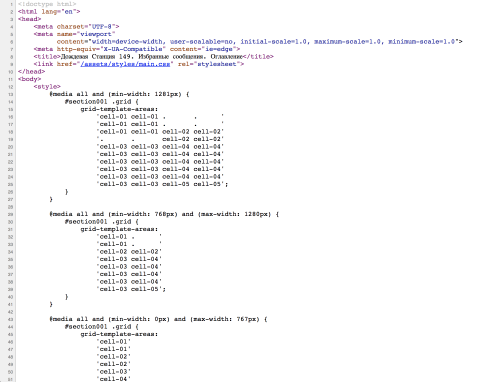 1 <!doctype html>
2 <html lang="en">
3 <head>
4 <meta charset="UTF-8">
5 <meta name="viewport"
6 content="width=device-width, user-scalable=no, initial-scale=1.0, maximum-scale=1.0, minimum-scale=1.0">
7 <meta http-equiv="X-UA-Compatible" content="ie=edge">
8 <title>Дождения Станция 149. Избранные сообщения. Оглавление</title>
9 <link href="/assets/styles/main.css" rel="stylesheet">
10 </head>
11 <body>
12 <style>
13 @media all and (min-width: 1281px) {
14 #section001 .grid {
15 grid-template-areas:
16 'cell-01 cell-01 . . '
17 'cell-01 cell-01 . . '
18 'cell-01 cell-01 cell-02 cell-02'
19 '. . cell-02 cell-02'
20 'cell-03 cell-03 cell-04 cell-04'
21 'cell-03 cell-03 cell-04 cell-04'
22 'cell-03 cell-03 cell-04 cell-04'
23 'cell-03 cell-03 cell-04 cell-04'
24 'cell-03 cell-03 cell-04 cell-04'
25 'cell-03 cell-03 cell-05 cell-05';
26 }
27 }
28
29 @media all and (min-width: 768px) and (max-width: 1280px) {
30 #section001 .grid {
31 grid-template-areas:
32 'cell-01 . '
33 'cell-01 . '
34 'cell-02 cell-02'
35 'cell-03 cell-04'
36 'cell-03 cell-04'
37 'cell-03 cell-04'
38 'cell-03 cell-04'
39 'cell-03 cell-05';
40 }
41 }
42
43 @media all and (min-width: 0px) and (max-width: 767px) {
44 #section001 .grid {
45 grid-template-areas:
46 'cell-01'
47 'cell-01'
48 'cell-02'
49 'cell-02'
50 'cell-03'
51 'cell-04'